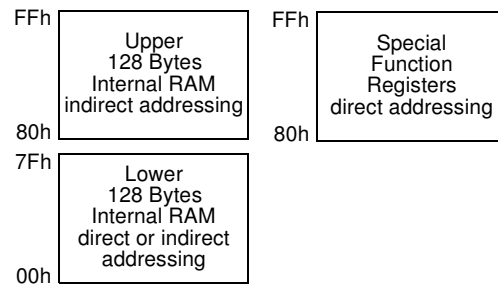 FFh
Upper
128 Bytes
Internal RAM
indirect addressing
80h
FFh
Special
Function
Registers
direct addressing
80h
7Fh
Lower
128 Bytes
Internal RAM
direct or indirect
addressing
00h